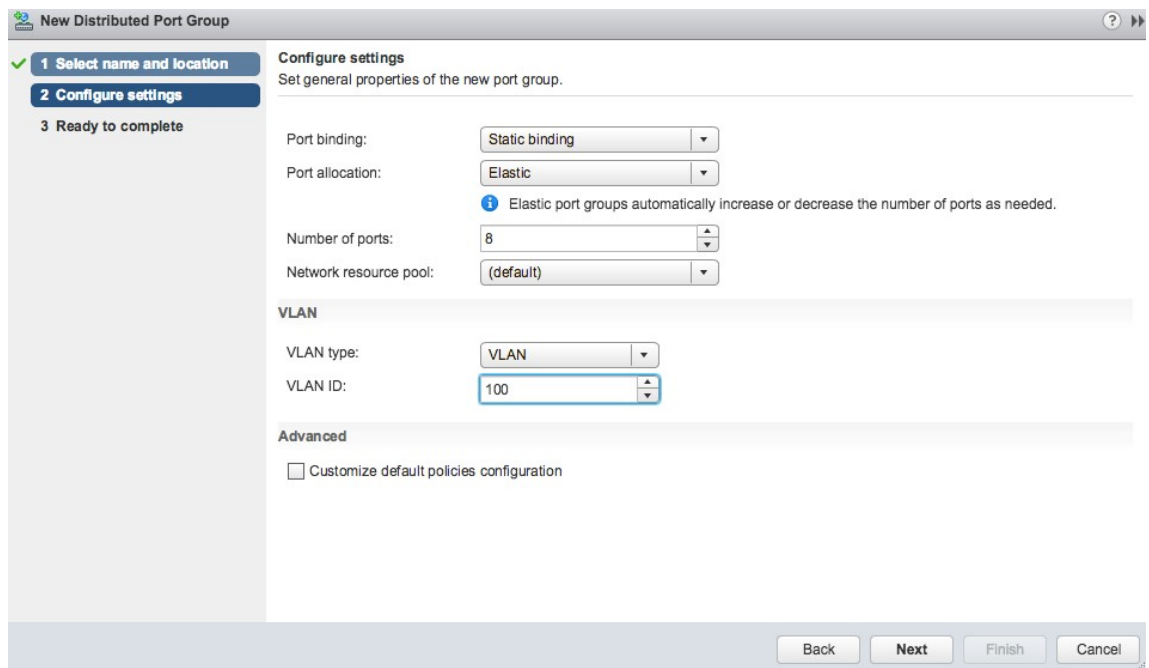 New Distributed Port Group
?
1 Select name and location
2 Configure settings
3 Ready to complete
Configure settings
Set general properties of the new port group.
Port binding: Static binding
Port allocation: Elastic
Elastic port groups automatically increase or decrease the number of ports as needed.
Number of ports: 8
Network resource pool: (default)
VLAN
VLAN type: VLAN
VLAN ID: 100
Advanced
Customize default policies configuration
Back Next Finish Cancel